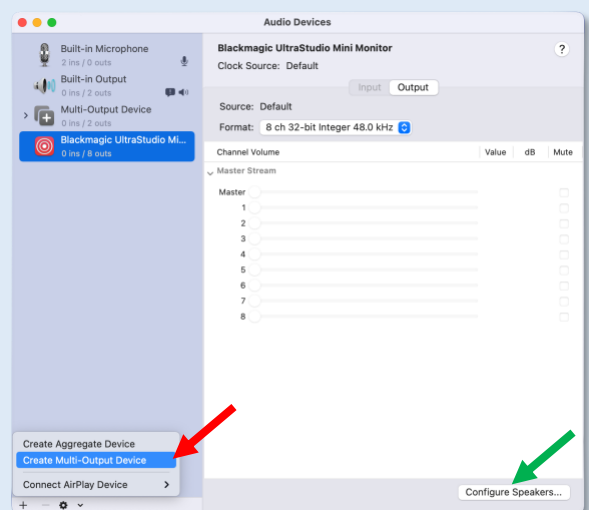 Audio Devices
Built-in Microphone
2 ins / 0 outs
Built-in Output
0 ins / 2 outs
Multi-Output Device
0 ins / 2 outs
Blackmagic UltraStudio Mi...
0 ins / 8 outs
Blackmagic UltraStudio Mini Monitor
?
Clock Source: Default
Input Output
Source: Default
Format: 8 ch 32-bit Integer 48.0 kHz
Channel Volume Value dB Mute
Master Stream
Master
1
2
3
4
5
6
7
8
Create Aggregate Device
Create Multi-Output Device
Connect AirPlay Device
Configure Speakers...